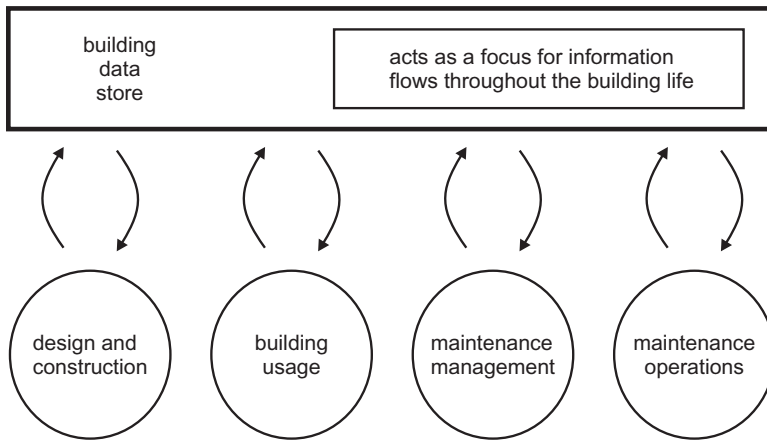 building
data
store
acts as a focus for information
flows throughout the building life
design and
construction
building
usage
maintenance
management
maintenance
operations